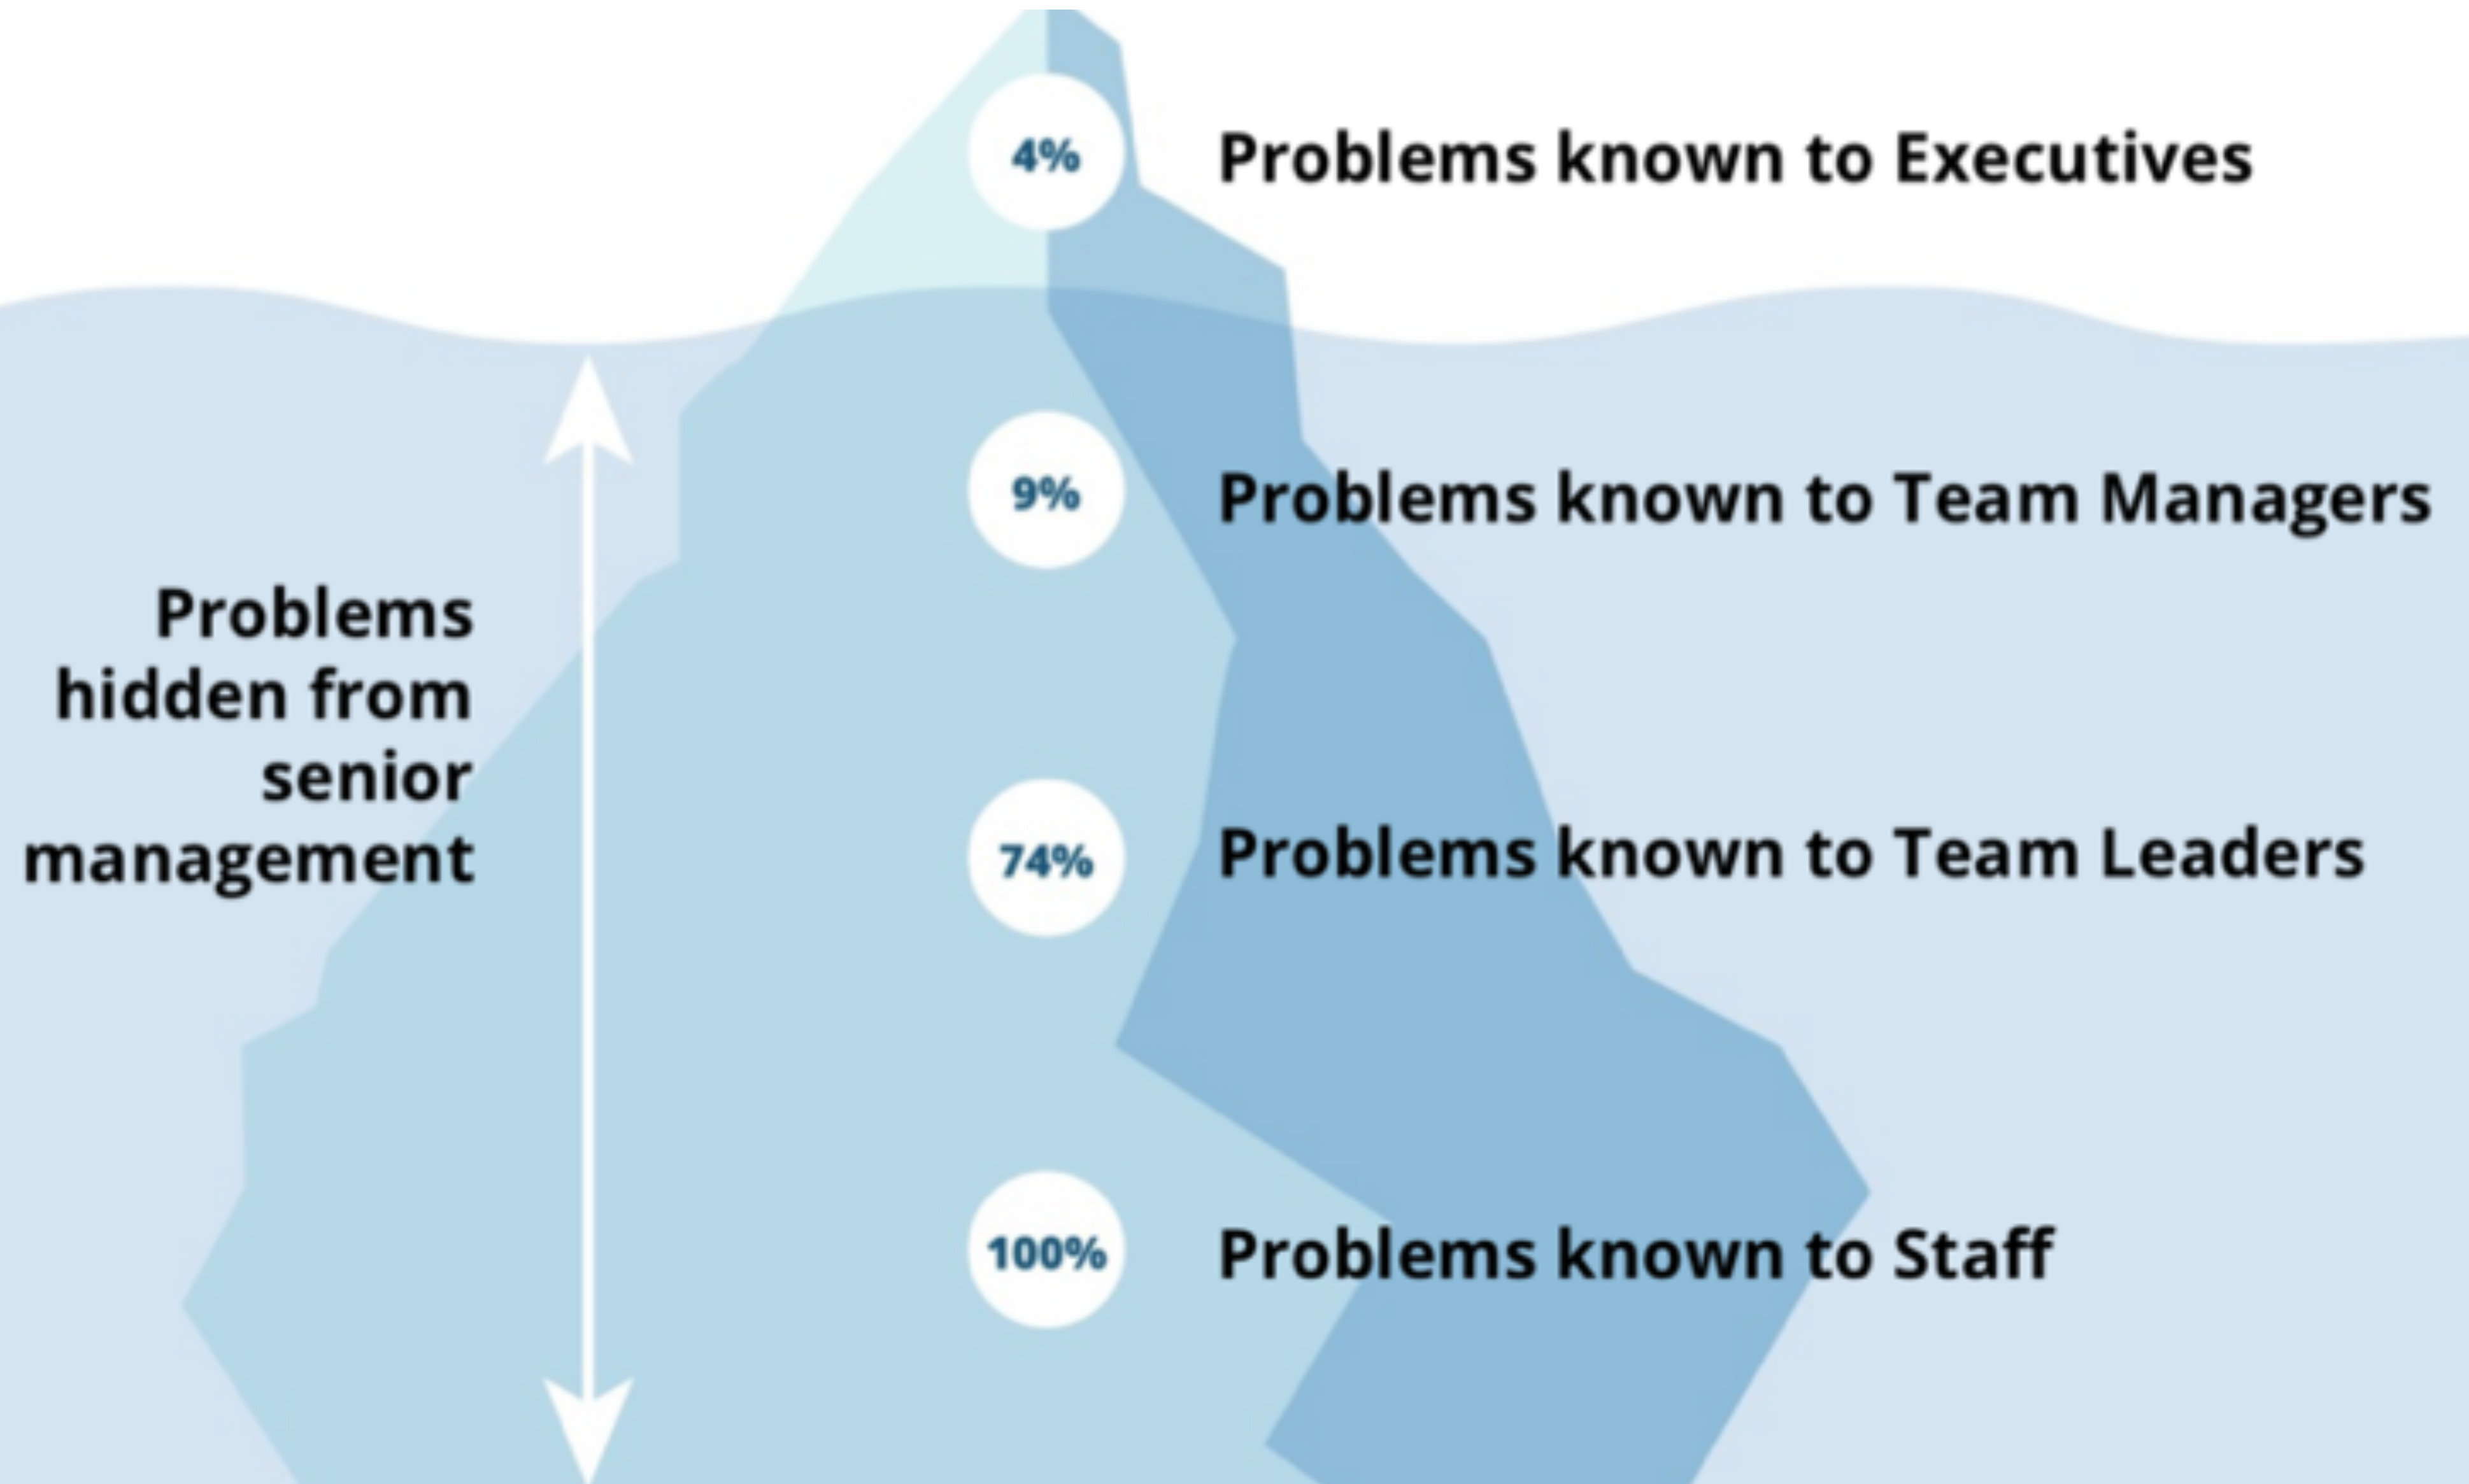 4% Problems known to Executives
9% Problems known to Team Managers
Problems
hidden from
senior
management
74% Problems known to Team Leaders
100% Problems known to Staff